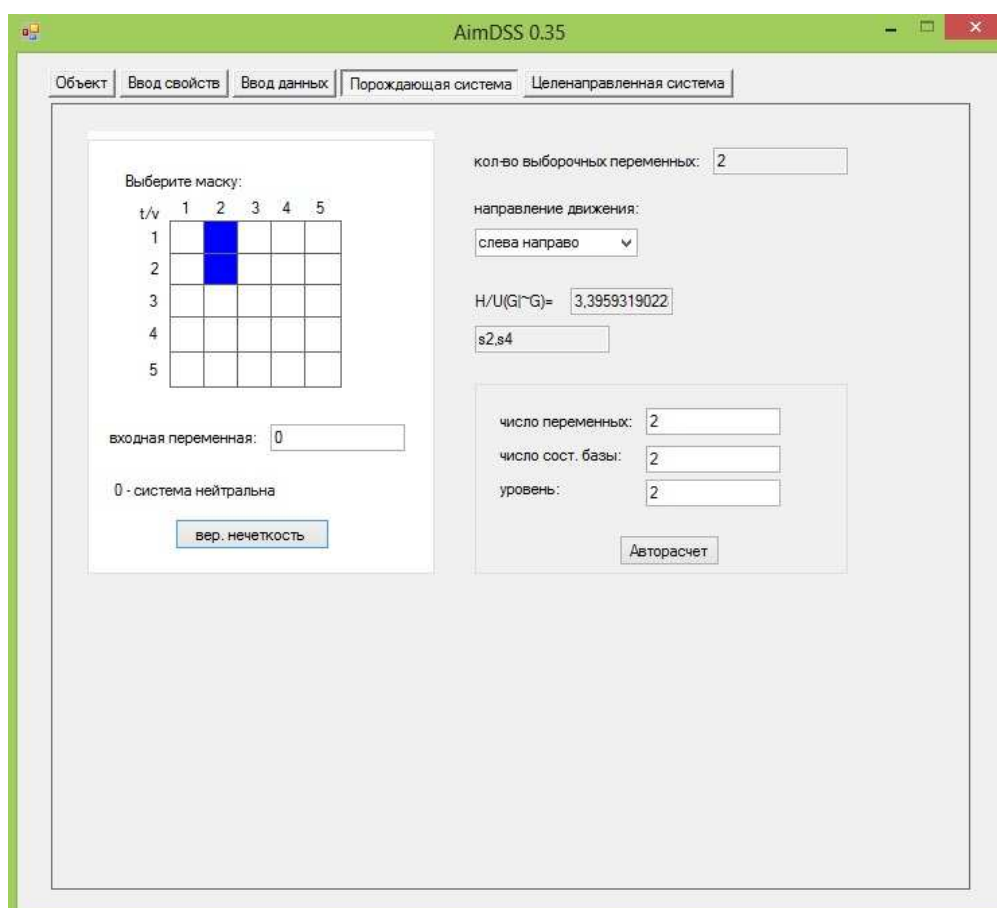 AimDSS 0.35
Объект Ввод свойств Ввод данных Порождающая система Целенаправленная система
Выберите маску:
t/v 1 2 3 4 5
1
2
3
4
5
входная переменная: 0
0 - система нейтральна
вер. нечеткость
кол-во выборочных переменных: 2
направление движения:
слева направо
H/U(G|~G)= 3,3959319022
s2,s4
число переменных: 2
число сост. базы: 2
уровень: 2
Авторасчет